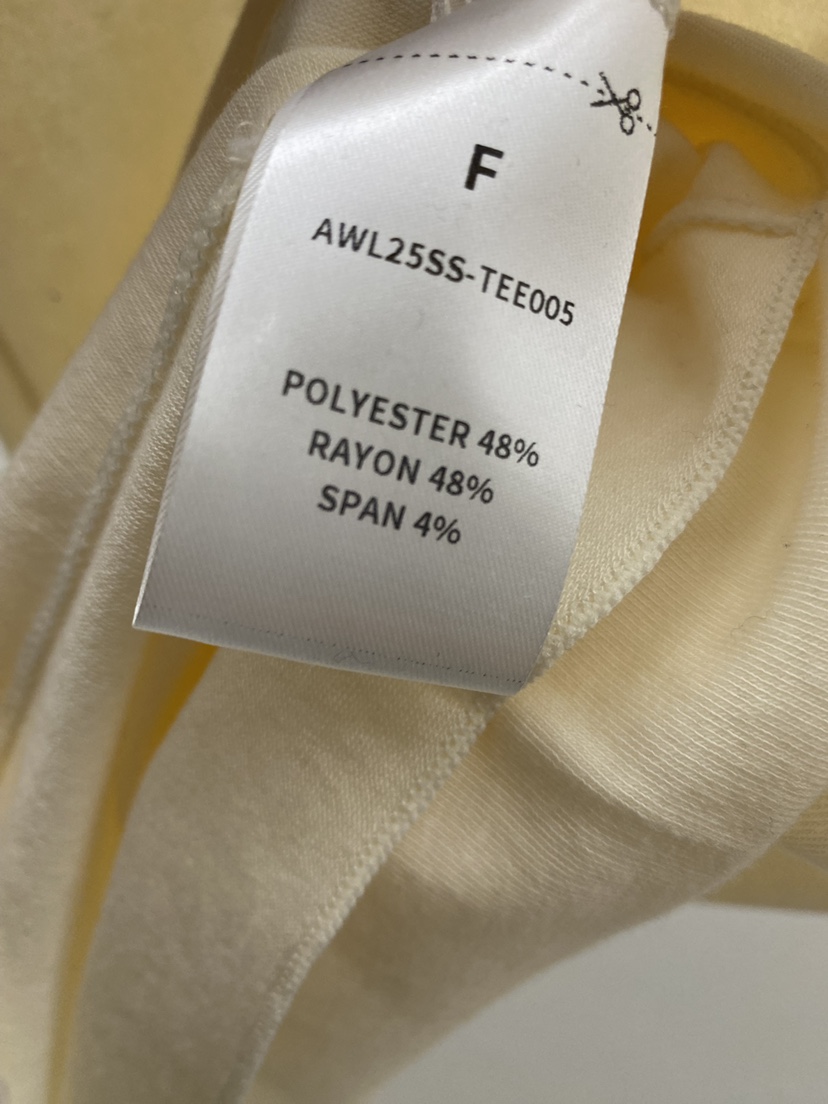 F
AWL25SS-TEE005
POLYESTER 48%
RAYON 48%
SPAN 4%